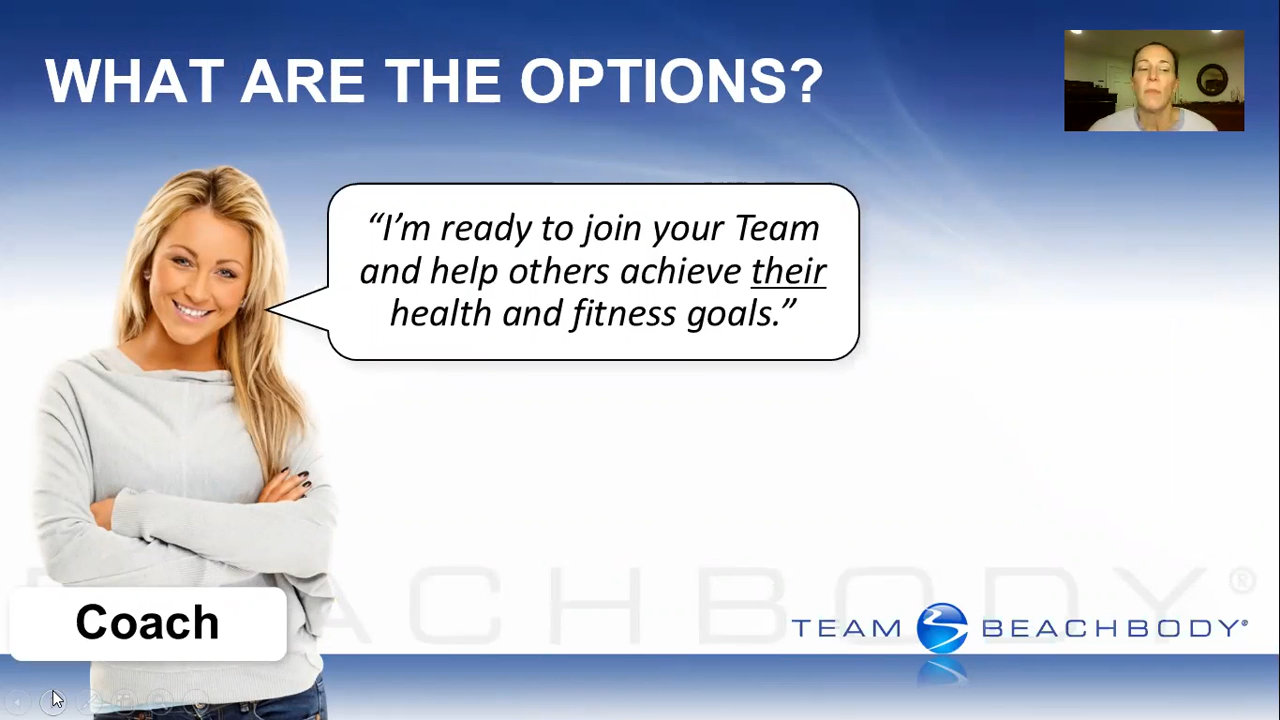 WHAT ARE THE OPTIONS?
“I’m ready to join your Team
and help others achieve their
health and fitness goals.”
Coach
BEACHBODY®
TEAM BEACHBODY®